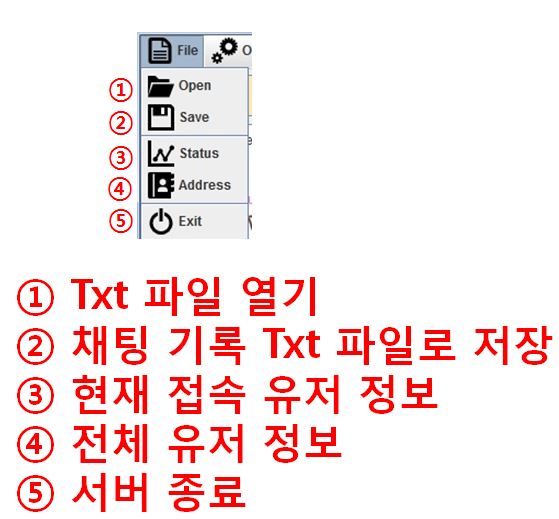 File O
① Open
② Save
③ Status
④ Address
⑤ Exit
① Txt 파일 열기
② 채팅 기록 Txt 파일로 저장
③ 현재 접속 유저 정보
④ 전체 유저 정보
⑤ 서버 종료